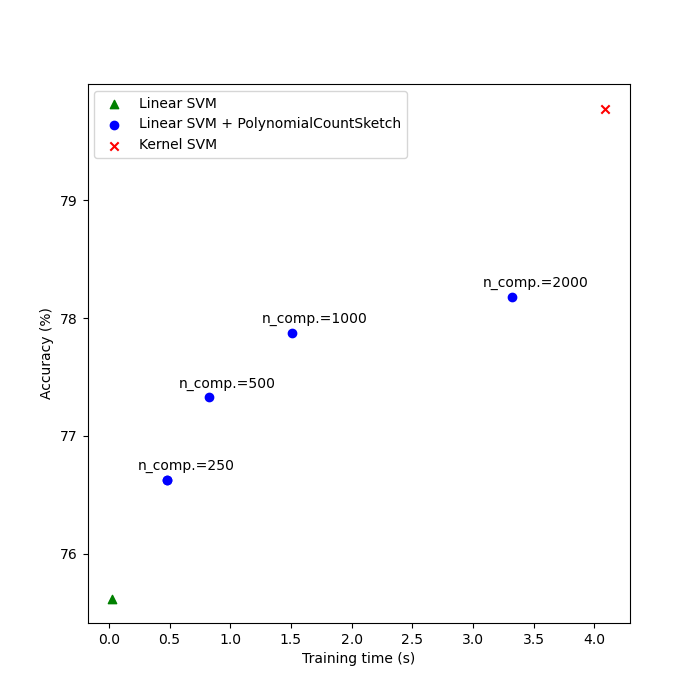 Linear SVM
Linear SVM + PolynomialCountSketch
Kernel SVM
79
n_comp.=2000
78
n_comp.=1000
n_comp.=500
77
n_comp.=250
76
Accuracy (%)
0.0 0.5 1.0 1.5 2.0 2.5 3.0 3.5 4.0
Training time (s)